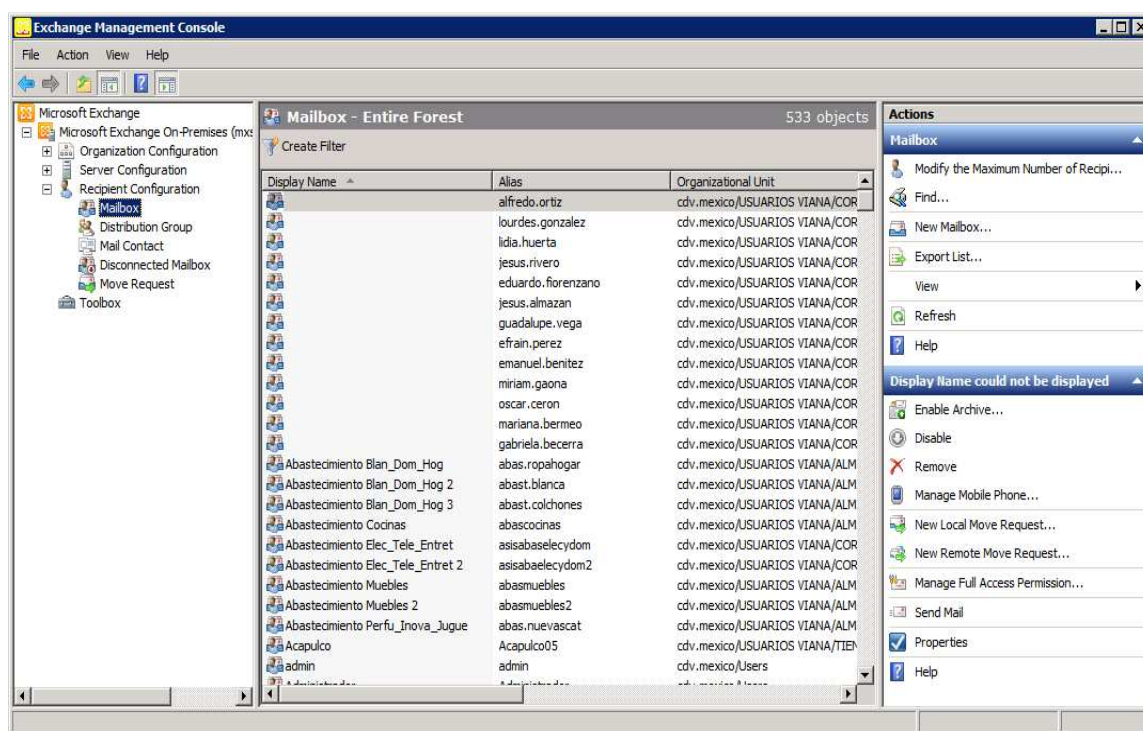 Exchange Management Console
File Action View Help
Microsoft Exchange
Microsoft Exchange On-Premises (mxs
Organization Configuration
Server Configuration
Recipient Configuration
Mailbox
Distribution Group
Mail Contact
Disconnected Mailbox
Move Request
Toolbox
Mailbox - Entire Forest 533 objects
Create Filter
Display Name Alias Organizational Unit
alfredo.ortiz cdv.mexico/USUARIOS VIANA/COR
lourdes.gonzalez cdv.mexico/USUARIOS VIANA/COR
lidia.huerta cdv.mexico/USUARIOS VIANA/COR
jesus.rivero cdv.mexico/USUARIOS VIANA/COR
eduardo.fiorenzano cdv.mexico/USUARIOS VIANA/COR
jesus.almazan cdv.mexico/USUARIOS VIANA/COR
guadalupe.vega cdv.mexico/USUARIOS VIANA/COR
efrain.perez cdv.mexico/USUARIOS VIANA/COR
emanuel.benitez cdv.mexico/USUARIOS VIANA/COR
miriam.gaona cdv.mexico/USUARIOS VIANA/COR
oscar.ceron cdv.mexico/USUARIOS VIANA/COR
mariana.bermeo cdv.mexico/USUARIOS VIANA/COR
gabriela.becerra cdv.mexico/USUARIOS VIANA/COR
Abastecimiento Blan_Dom_Hog abas.ropahogar cdv.mexico/USUARIOS VIANA/ALM
Abastecimiento Blan_Dom_Hog 2 abast.blanca cdv.mexico/USUARIOS VIANA/ALM
Abastecimiento Blan_Dom_Hog 3 abast.colchones cdv.mexico/USUARIOS VIANA/ALM
Abastecimiento Cocinas abascocinas cdv.mexico/USUARIOS VIANA/ALM
Abastecimiento Elec_Tele_Entret asisabaselecydom cdv.mexico/USUARIOS VIANA/COR
Abastecimiento Elec_Tele_Entret 2 asisabaelecydom2 cdv.mexico/USUARIOS VIANA/COR
Abastecimiento Muebles abasmuebles cdv.mexico/USUARIOS VIANA/ALM
Abastecimiento Muebles 2 abasmuebles2 cdv.mexico/USUARIOS VIANA/ALM
Abastecimiento Perfu_Inova_Jugue abas.nuevascat cdv.mexico/USUARIOS VIANA/ALM
Acapulco Acapulco05 cdv.mexico/USUARIOS VIANA/TIEN
admin admin cdv.mexico/Users
Actions
Mailbox
Modify the Maximum Number of Recipi...
Find...
New Mailbox...
Export List...
View
Refresh
Help
Display Name could not be displayed
Enable Archive...
Disable
Remove
Manage Mobile Phone...
New Local Move Request...
New Remote Move Request...
Manage Full Access Permission...
Send Mail
Properties
Help